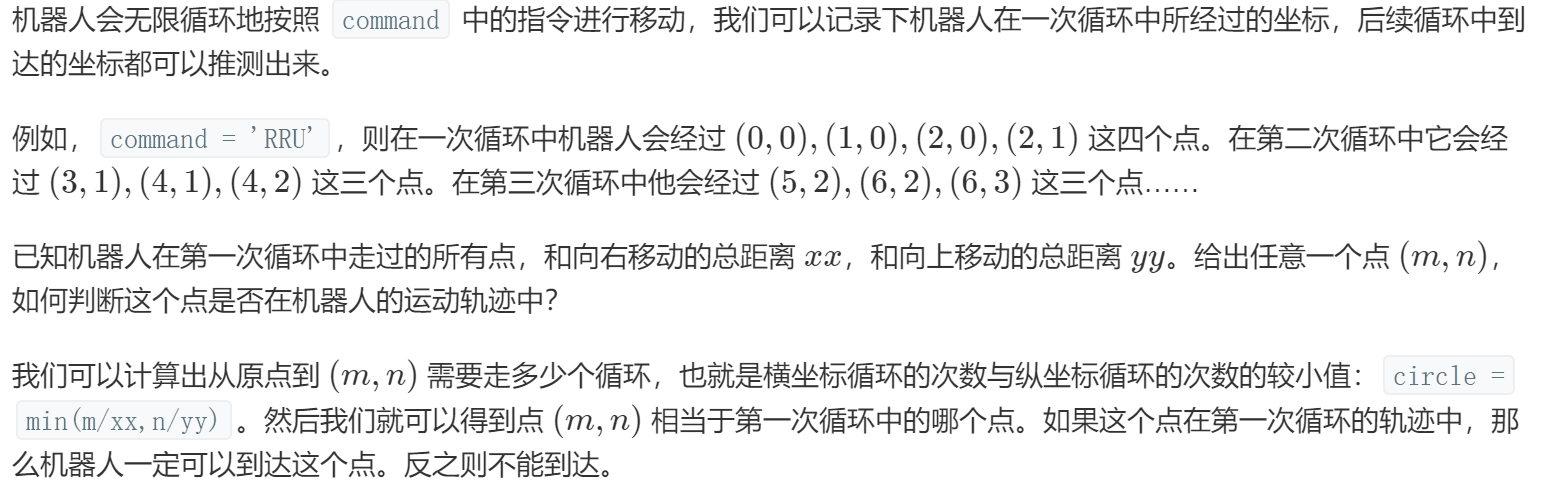 机器人会无限循环地按照 command 中的指令进行移动，我们可以记录下机器人在一次循环中所经过的坐标，后续循环中到
达的坐标都可以推测出来。
例如， command = 'RRU' ，则在一次循环中机器人会经过 (0, 0), (1, 0), (2, 0), (2, 1) 这四个点。在第二次循环中它会经
过 (3, 1), (4, 1), (4, 2) 这三个点。在第三次循环中他会经过 (5, 2), (6, 2), (6, 3) 这三个点……
已知机器人在第一次循环中走过的所有点，和向右移动的总距离 xx，和向上移动的总距离 yy。给出任意一个点 (m, n)，
如何判断这个点是否在机器人的运动轨迹中？
我们可以计算出从原点到 (m, n) 需要走多少个循环，也就是横坐标循环的次数与纵坐标循环的次数的较小值： circle =
min(m/xx,n/yy) 。然后我们就可以得到点 (m, n) 相当于第一次循环中的哪个点。如果这个点在第一次循环的轨迹中，那
么机器人一定可以到达这个点。反之则不能到达。